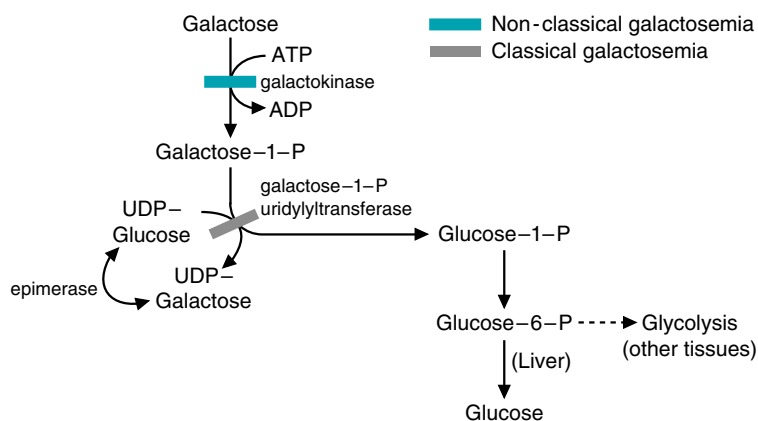 Galactose
Non-classical galactosemia
Classical galactosemia
ATP
galactokinase
ADP
Galactose–1–P
galactose–1–P
uridylyltransferase
UDP–
Glucose
Glucose–1–P
UDP–
Galactose
epimerase
Glucose–6–P
Glycolysis
(other tissues)
(Liver)
Glucose